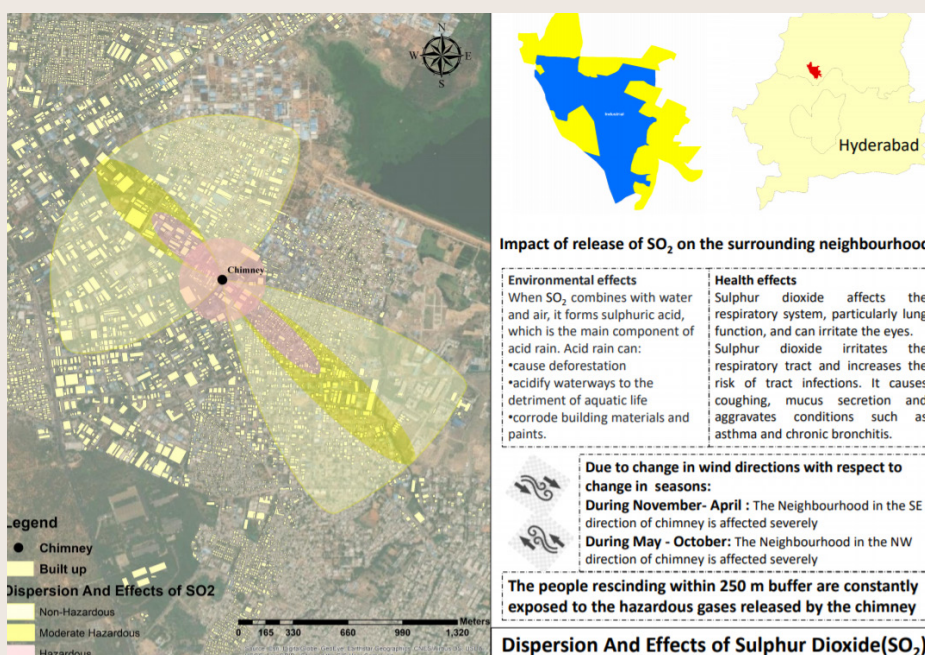 N
W E
S
Chimney
Legend
Chimney
Built up
Dispersion And Effects of SO2
Non-Hazardous
Moderate Hazardous
Hazardous
Meters
0 165 330 660 990 1,320
Hyderabad
Impact of release of SO2 on the surrounding neighbourhood
Environmental effects
When SO2 combines with water
and air, it forms sulphuric acid,
which is the main component of
acid rain. Acid rain can:
•cause deforestation
•acidify waterways to the
detriment of aquatic life
•corrode building materials and
paints.
Health effects
Sulphur dioxide affects the
respiratory system, particularly lung
function, and can irritate the eyes.
Sulphur dioxide irritates the
respiratory tract and increases the
risk of tract infections. It causes
coughing, mucus secretion and
aggravates conditions such as
asthma and chronic bronchitis.
Due to change in wind directions with respect to
change in seasons:
During November- April : The Neighbourhood in the SE
direction of chimney is affected severely
During May - October: The Neighbourhood in the NW
direction of chimney is affected severely
The people rescinding within 250 m buffer are constantly
exposed to the hazardous gases released by the chimney
Dispersion And Effects of Sulphur Dioxide(SO2)